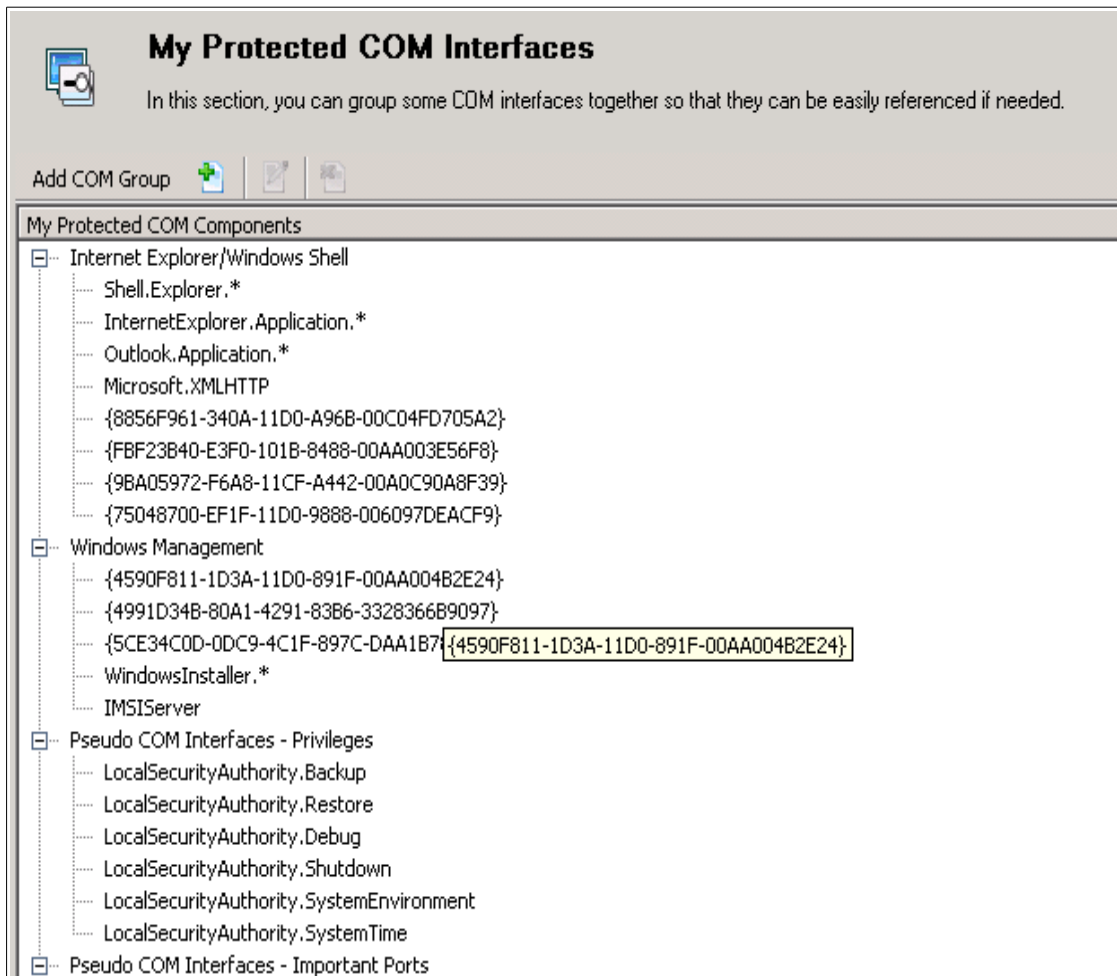 My Protected COM Interfaces
In this section, you can group some COM interfaces together so that they can be easily referenced if needed.
Add COM Group
My Protected COM Components
Internet Explorer/Windows Shell
Shell.Explorer.*
InternetExplorer.Application.*
Outlook.Application.*
Microsoft.XMLHTTP
{8856F961-340A-11D0-A96B-00C04FD705A2}
{FBF23B40-E3F0-101B-8488-00AA003E56F8}
{9BA05972-F6A8-11CF-A442-00A0C90A8F39}
{75048700-EF1F-11D0-9888-006097DEACF9}
Windows Management
{4590F811-1D3A-11D0-891F-00AA004B2E24}
{4991D34B-80A1-4291-83B6-3328366B9097}
{5CE34C0D-0DC9-4C1F-897C-DAA1B7 {4590F811-1D3A-11D0-891F-00AA004B2E24}
WindowsInstaller.*
IMSIServer
Pseudo COM Interfaces - Privileges
LocalSecurityAuthority.Backup
LocalSecurityAuthority.Restore
LocalSecurityAuthority.Debug
LocalSecurityAuthority.Shutdown
LocalSecurityAuthority.SystemEnvironment
LocalSecurityAuthority.SystemTime
Pseudo COM Interfaces - Important Ports